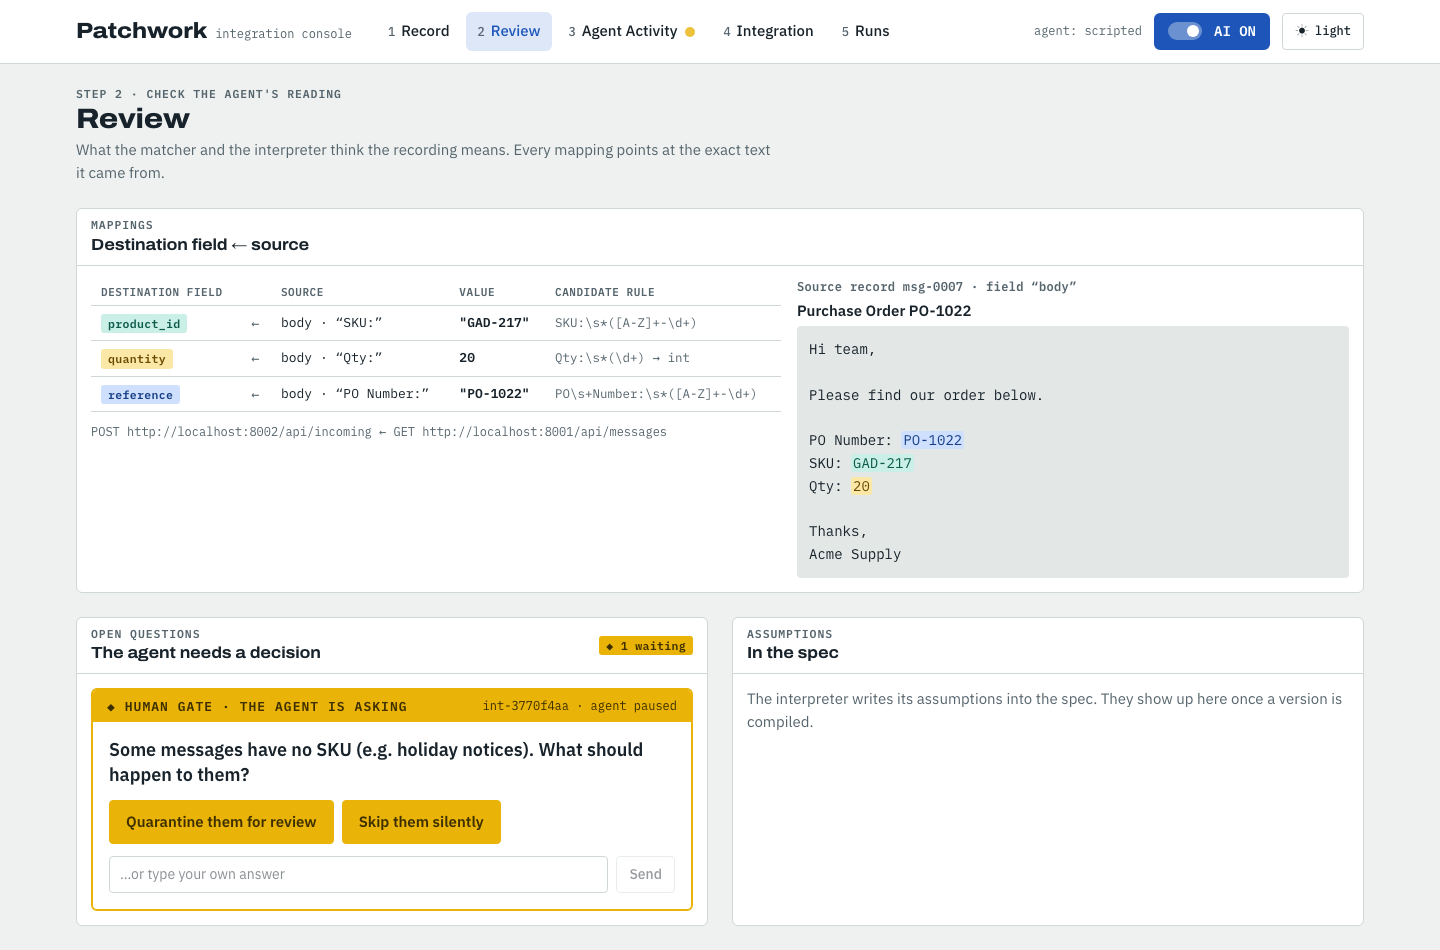 Patchwork integration console 1 Record 2 Review 3 Agent Activity 4 Integration 5 Runs agent: scripted AI ON ☀ light
STEP 2 · CHECK THE AGENT'S READING
Review
What the matcher and the interpreter think the recording means. Every mapping points at the exact text
it came from.
MAPPINGS
Destination field ← source
DESTINATION FIELD SOURCE VALUE CANDIDATE RULE
product_id ← body · “SKU:” "GAD-217" SKU:\s*([A-Z]+-\d+)
quantity ← body · “Qty:” 20 Qty:\s*(\d+) → int
reference ← body · “PO Number:” "PO-1022" PO\s+Number:\s*([A-Z]+-\d+)
POST http://localhost:8002/api/incoming ← GET http://localhost:8001/api/messages
Source record msg-0007 · field “body”
Purchase Order PO-1022
Hi team,
Please find our order below.
PO Number: PO-1022
SKU: GAD-217
Qty: 20
Thanks,
Acme Supply
OPEN QUESTIONS
The agent needs a decision
◆ 1 waiting
◆ HUMAN GATE · THE AGENT IS ASKING int-3770f4aa · agent paused
Some messages have no SKU (e.g. holiday notices). What should
happen to them?
Quarantine them for review Skip them silently
…or type your own answer Send
ASSUMPTIONS
In the spec
The interpreter writes its assumptions into the spec. They show up here once a version is
compiled.